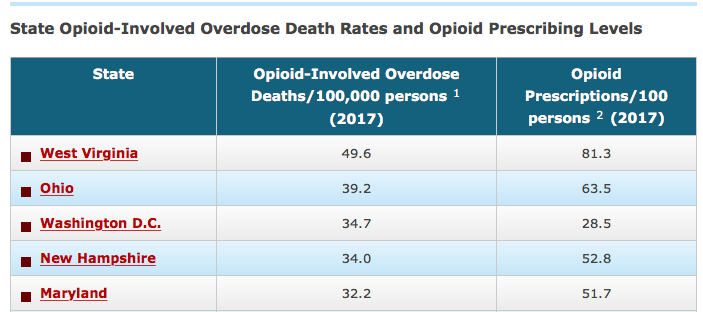 State Opioid-Involved Overdose Death Rates and Opioid Prescribing Levels
State
Opioid-Involved Overdose
Deaths/100,000 persons 1
(2017)
Opioid
Prescriptions/100
persons 2 (2017)
West Virginia 49.6 81.3
Ohio 39.2 63.5
Washington D.C. 34.7 28.5
New Hampshire 34.0 52.8
Maryland 32.2 51.7